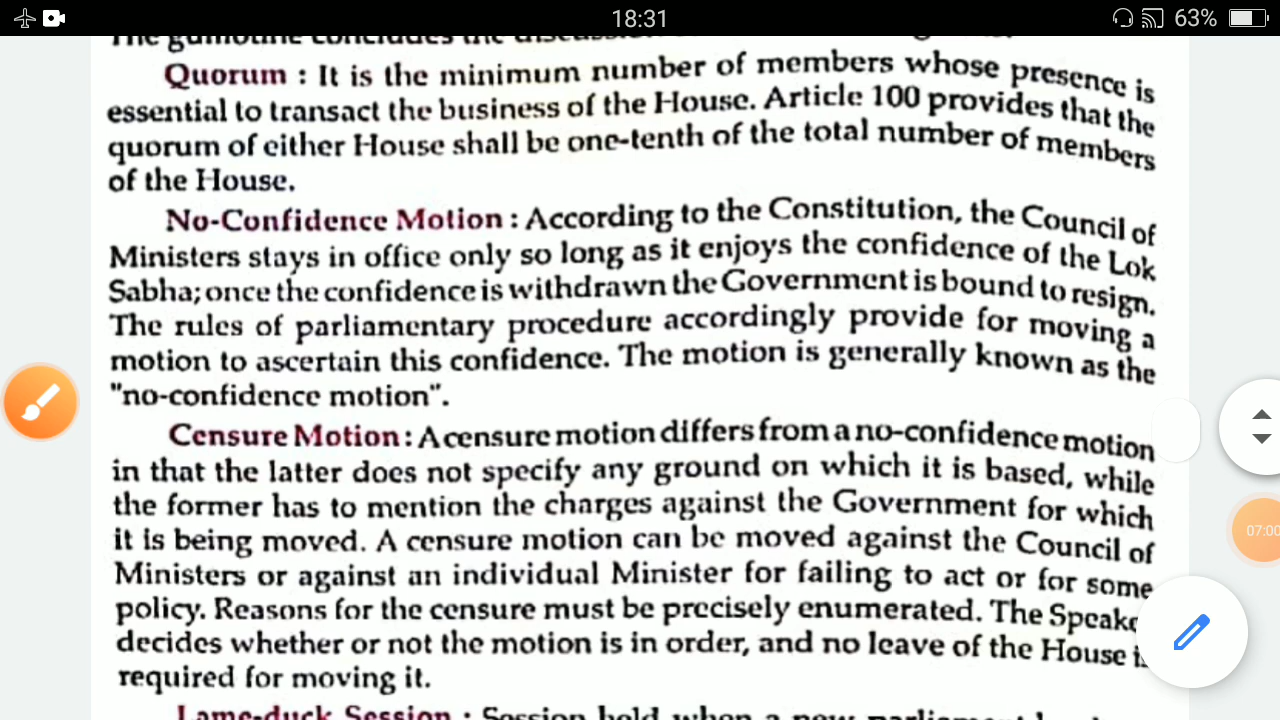 18:31
63%
Quorum : It is the minimum number of members whose presence is
essential to transact the business of the House. Article 100 provides that the
quorum of either House shall be one-tenth of the total number of members
of the House.
No-Confidence Motion : According to the Constitution, the Council of
Ministers stays in office only so long as it enjoys the confidence of the Lok
Sabha; once the confidence is withdrawn the Government is bound to resign.
The rules of parliamentary procedure accordingly provide for moving a
motion to ascertain this confidence. The motion is generally known as the
"no-confidence motion".
Censure Motion : A censure motion differs from a no-confidence motion
in that the latter does not specify any ground on which it is based, while
the former has to mention the charges against the Government for which
it is being moved. A censure motion can be moved against the Council of
Ministers or against an individual Minister for failing to act or for some
policy. Reasons for the censure must be precisely enumerated. The
decides whether or not the motion is in order, and no leave of the House
required for moving it.
Lame-duck Session : Session held when a new parliament
07:00